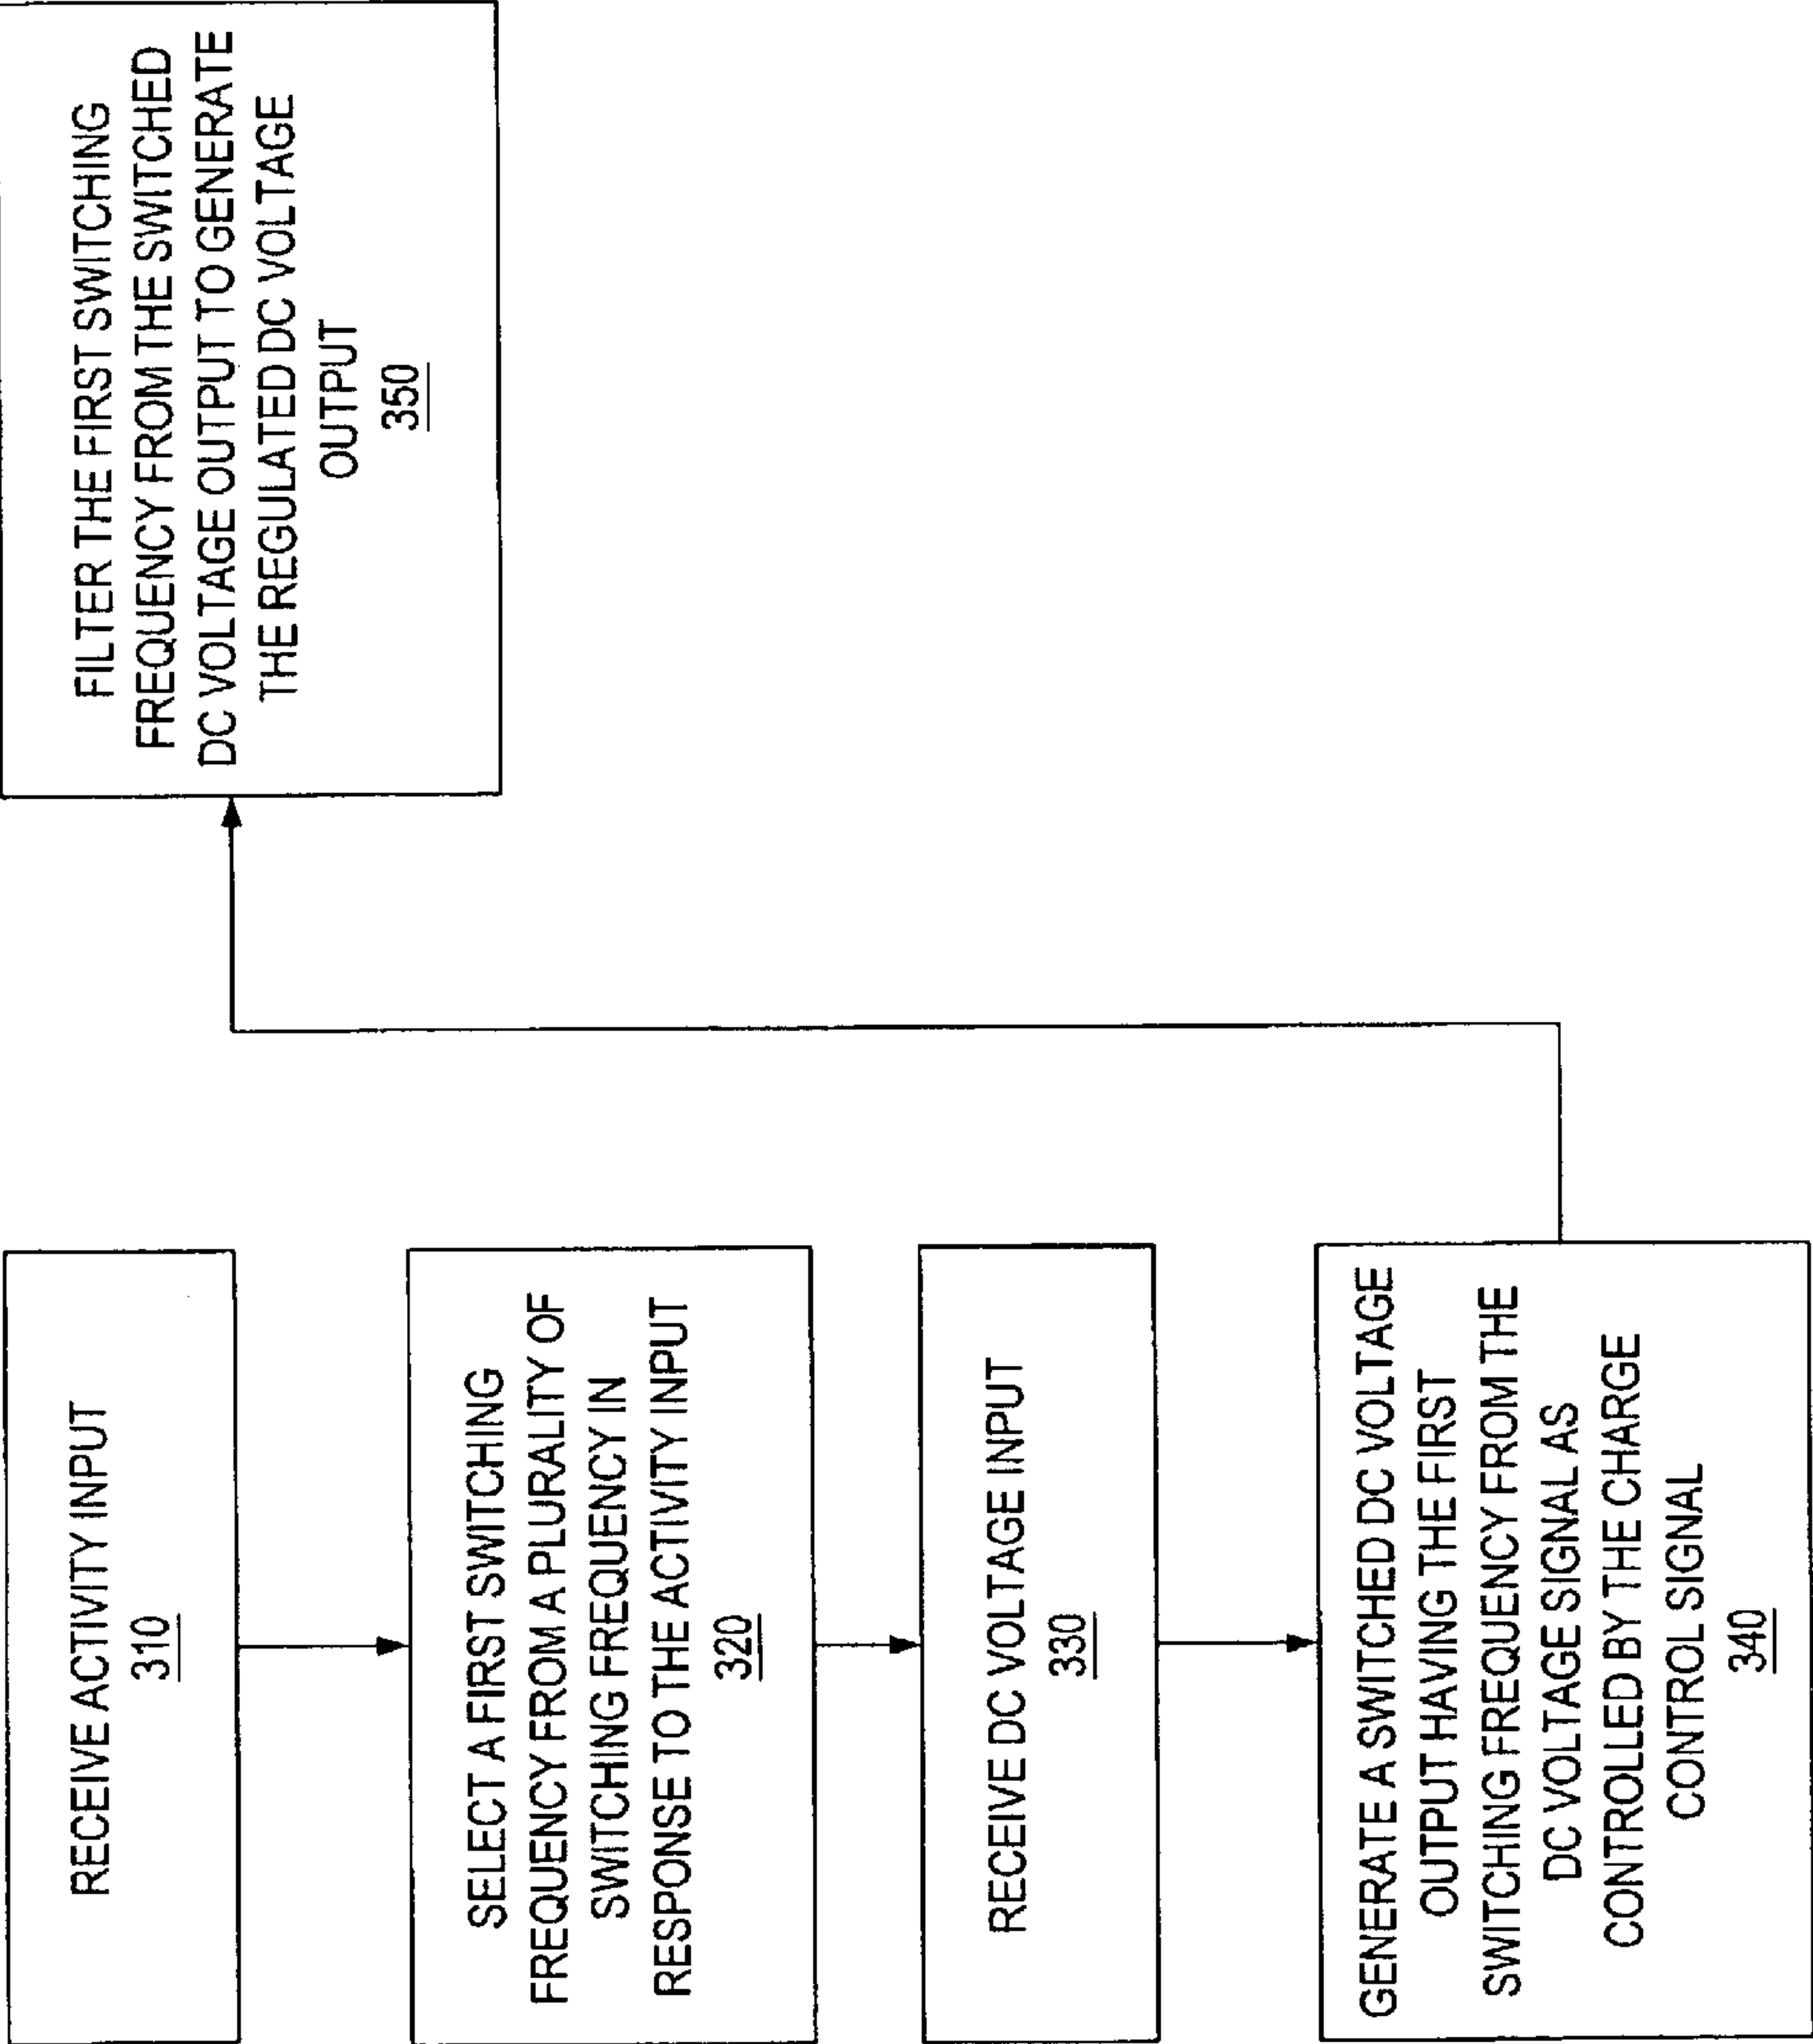 RECEIVE ACTIVITY INPUT
310
SELECT A FIRST SWITCHING
FREQUENCY FROM A PLURALITY OF
SWITCHING FREQUENCY IN
RESPONSE TO THE ACTIVITY INPUT
320
RECEIVE DC VOLTAGE INPUT
330
GENERATE A SWITCHED DC VOLTAGE
OUTPUT HAVING THE FIRST
SWITCHING FREQUENCY FROM THE
DC VOLTAGE SIGNAL AS
CONTROLLED BY THE CHARGE
CONTROL SIGNAL
340
FILTER THE FIRST SWITCHING
FREQUENCY FROM THE SWITCHED
DC VOLTAGE OUTPUT TO GENERATE
THE REGULATED DC VOLTAGE
OUTPUT
350